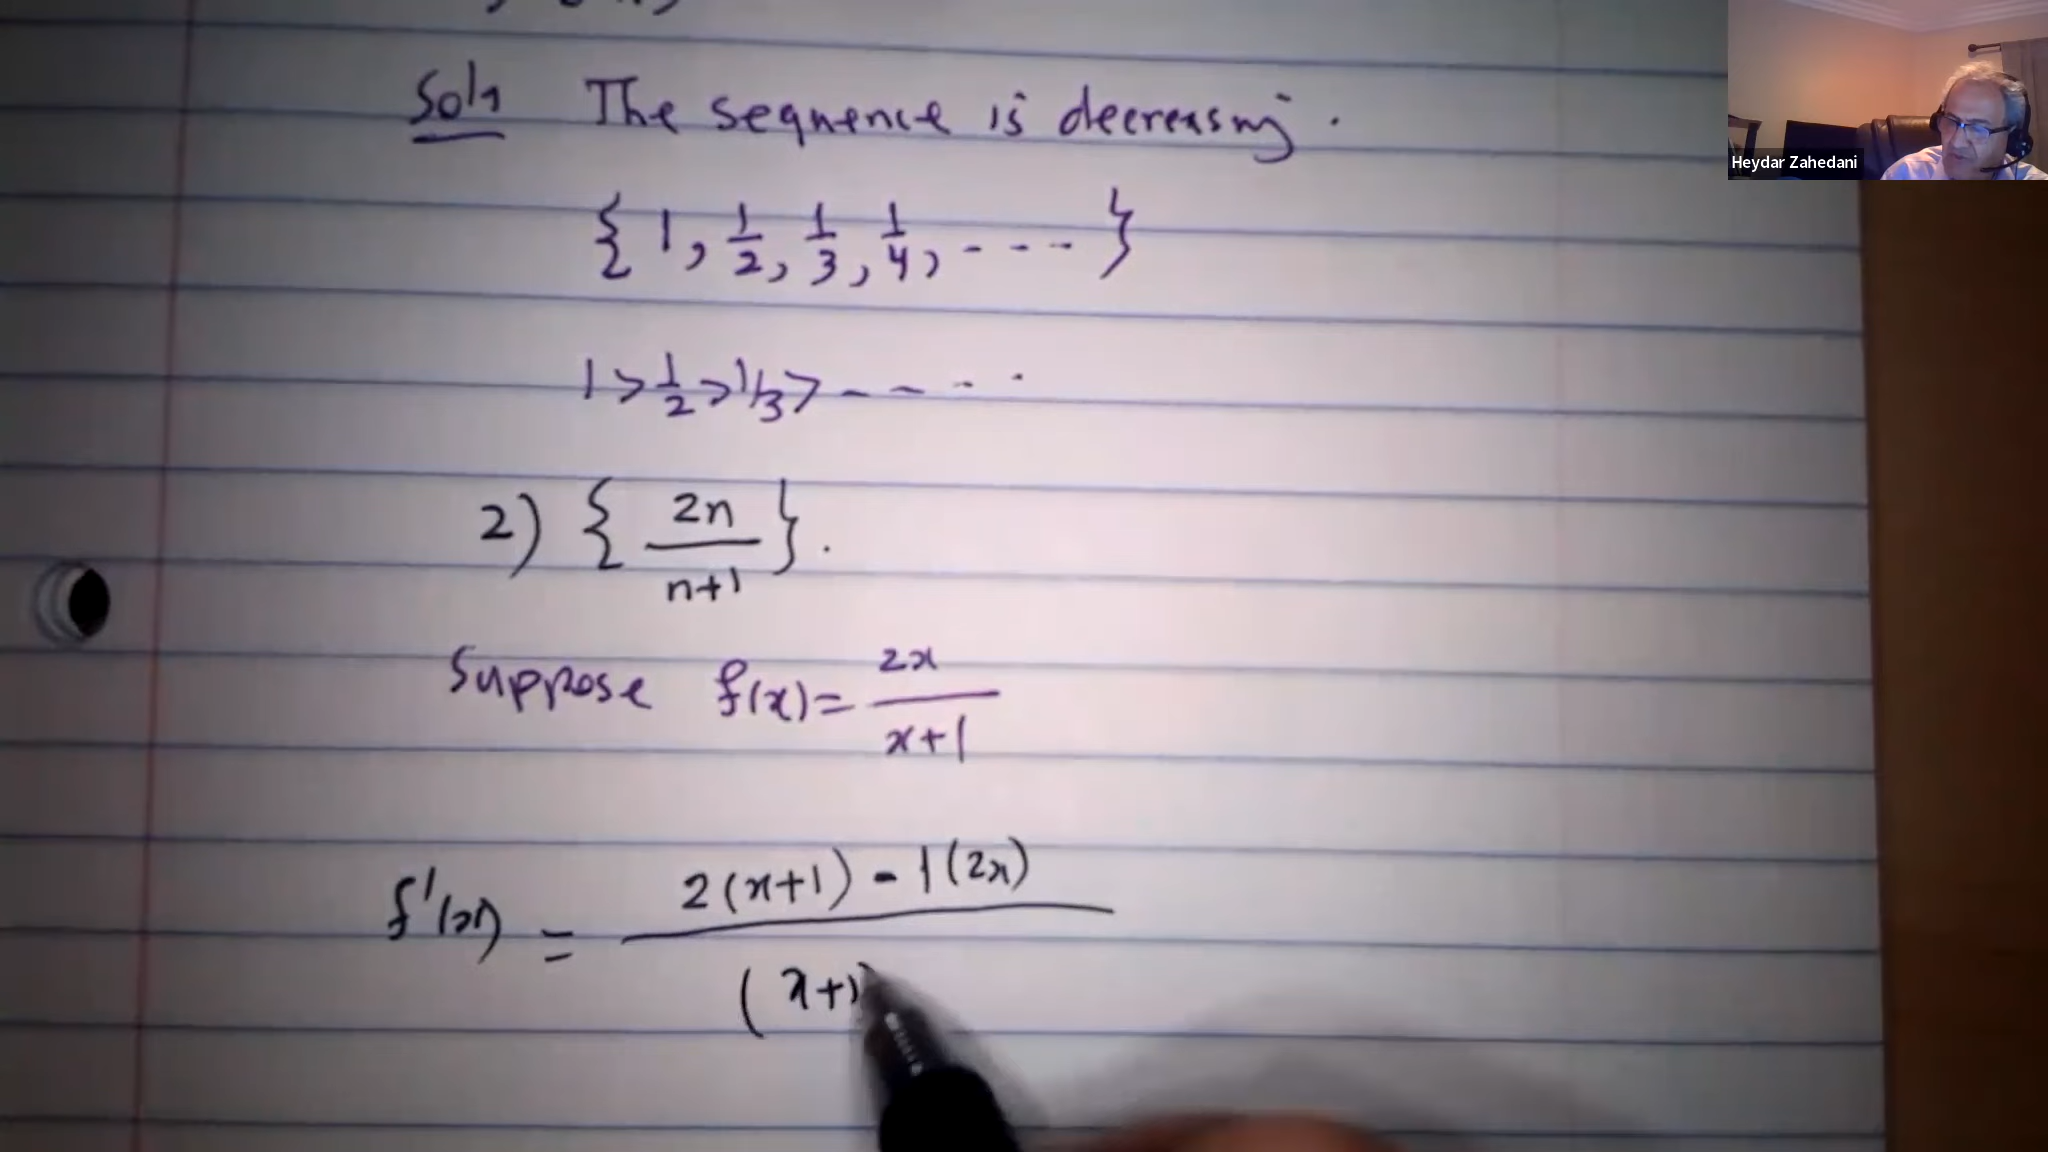 Soln The sequence is decreasing.
{ 1, 1/2, 1/3, 1/4, - - -- }
1 > 1/2 > 1/3 > - - - .
2) { 2n/n+1 }.
Suppose f(x) = 2x/x+1
f'(x) = 2(x+1) - 1(2x)
(x+1
Heydar Zahedani